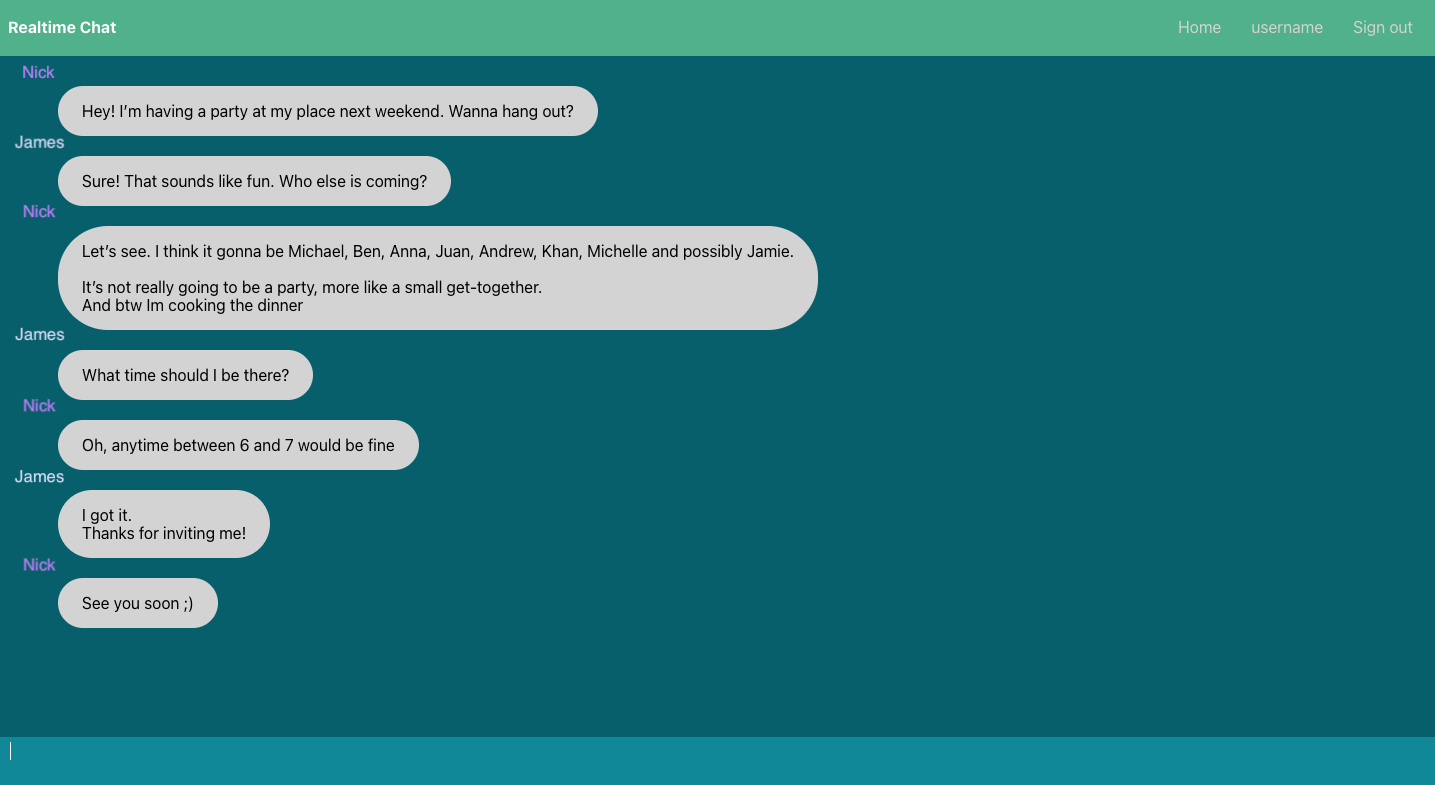 Realtime Chat Home username Sign out
Nick
Hey! I’m having a party at my place next weekend. Wanna hang out?
James
Sure! That sounds like fun. Who else is coming?
Nick
Let’s see. I think it gonna be Michael, Ben, Anna, Juan, Andrew, Khan, Michelle and possibly Jamie.
It’s not really going to be a party, more like a small get-together.
And btw Im cooking the dinner
James
What time should I be there?
Nick
Oh, anytime between 6 and 7 would be fine
James
I got it.
Thanks for inviting me!
Nick
See you soon ;)